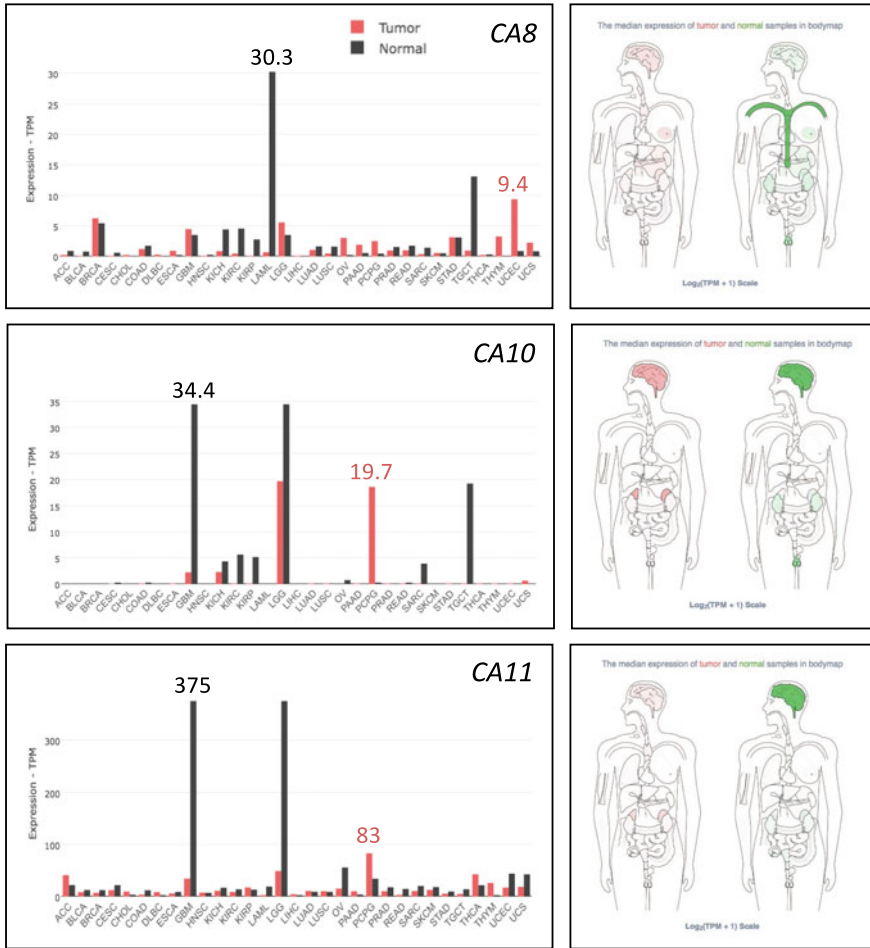 Tumor
Normal
CA8
30.3
9.4
30
25
20
15
10
5
0
Expression - TPM
ACC
BLCA
BRCA
CESC
CHOL
COAD
DLBC
ESCA
GBM
HNSC
KICH
KIRC
KIRP
LAML
LGG
LIHC
LUAD
LUSC
OV
PAAD
PCPG
PRAD
READ
SARC
SKCM
STAD
TGCT
THCA
THYM
UCEC
UCS
The median expression of tumor and normal samples in bodymap
Log₂(TPM + 1) Scale
CA10
34.4
19.7
35
30
25
20
15
10
5
0
Expression - TPM
ACC
BLCA
BRCA
CESC
CHOL
COAD
DLBC
ESCA
GBM
HNSC
KICH
KIRC
KIRP
LAML
LGG
LIHC
LUAD
LUSC
OV
PAAD
PCPG
PRAD
READ
SARC
SKCM
STAD
TGCT
THCA
THYM
UCEC
UCS
The median expression of tumor and normal samples in bodymap
Log₂(TPM + 1) Scale
CA11
375
83
300
200
100
0
Expression - TPM
ACC
BLCA
BRCA
CESC
CHOL
COAD
DLBC
ESCA
GBM
HNSC
KICH
KIRC
KIRP
LAML
LGG
LIHC
LUAD
LUSC
OV
PAAD
PCPG
PRAD
READ
SARC
SKCM
STAD
TGCT
THCA
THYM
UCEC
UCS
The median expression of tumor and normal samples in bodymap
Log₂(TPM + 1) Scale